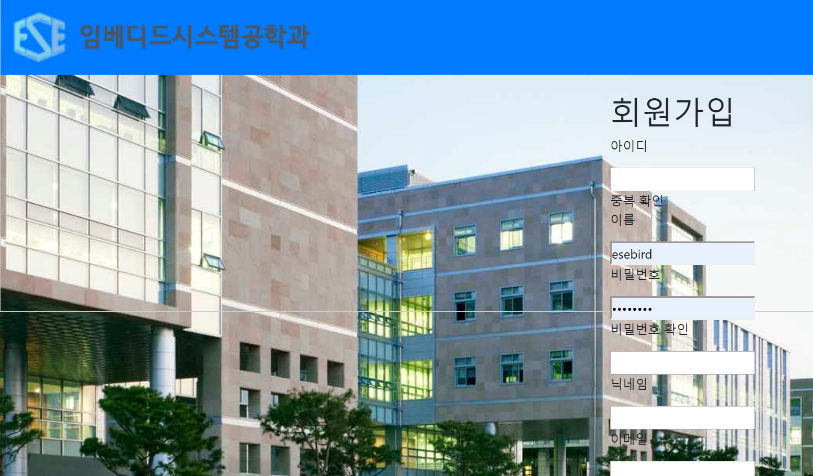 ESE 임베디드시스템공학과
회원가입
아이디
중복 확인
이름
esebird
비밀번호
••••••••
비밀번호 확인
닉네임
이메일